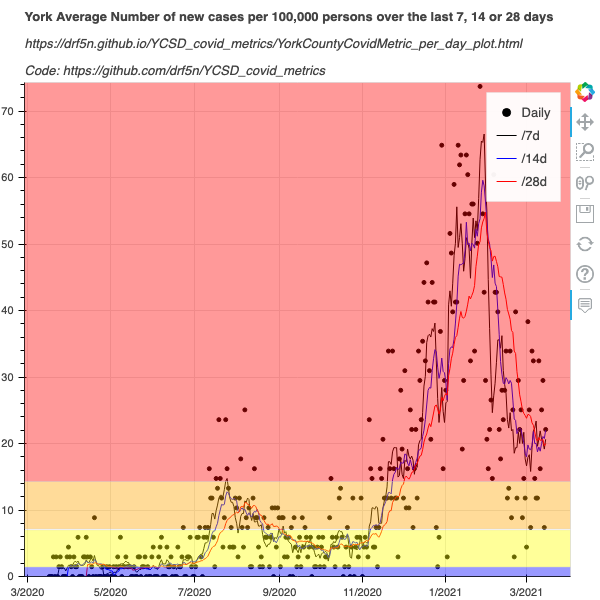 York Average Number of new cases per 100,000 persons over the last 7, 14 or 28 days
https://drf5n.github.io/YCSD_covid_metrics/YorkCountyCovidMetric_per_day_plot.html
Code: https://github.com/drf5n/YCSD_covid_metrics
Daily
/7d
/14d
/28d
70
60
50
40
30
20
10
0
3/2020
5/2020
7/2020
9/2020
11/2020
1/2021
3/2021